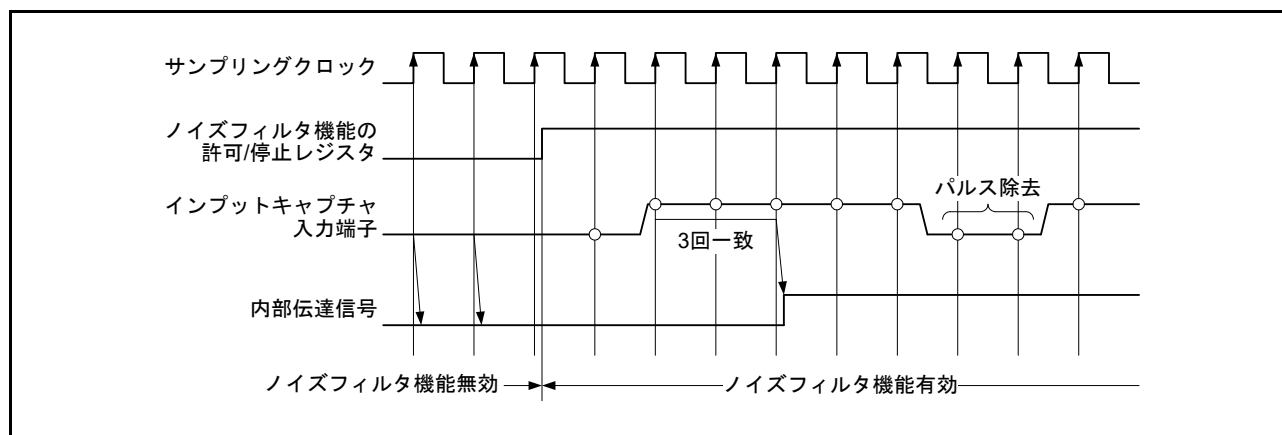 サンプリングクロック
ノイズフィルタ機能の
許可/停止レジスタ
インプットキャプチャ
入力端子
パルス除去
3回一致
内部伝達信号
ノイズフィルタ機能無効
ノイズフィルタ機能有効